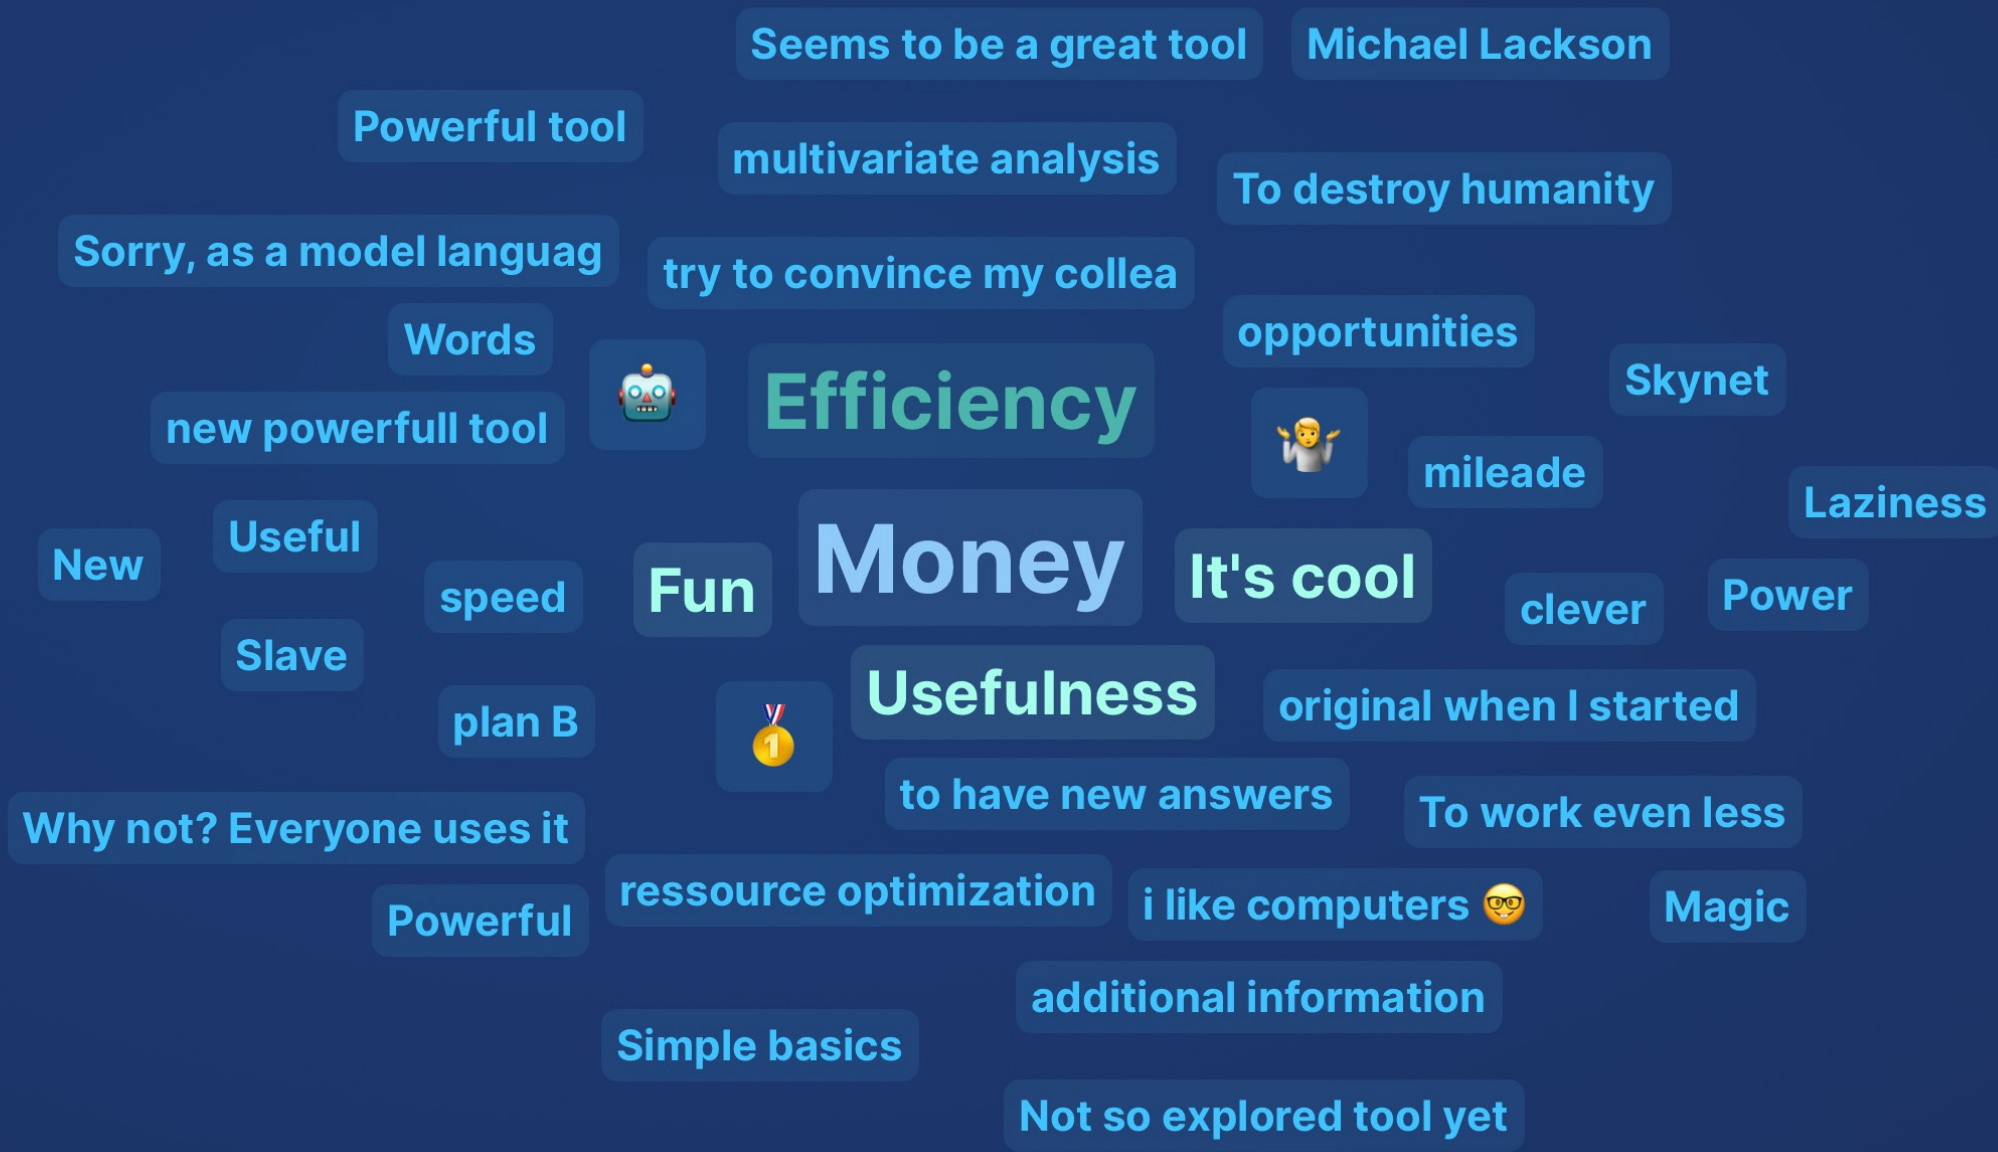 Seems to be a great tool
Michael Lackson
Powerful tool
multivariate analysis
To destroy humanity
Sorry, as a model languag
try to convince my collea
opportunities
Words
Skynet
Efficiency
new powerfull tool
mileade
Laziness
Useful
New
Money
It's cool
Fun
speed
clever
Power
Slave
Usefulness
original when I started
plan B
to have new answers
To work even less
Why not? Everyone uses it
ressource optimization
i like computers 🤓
Magic
Powerful
additional information
Simple basics
Not so explored tool yet